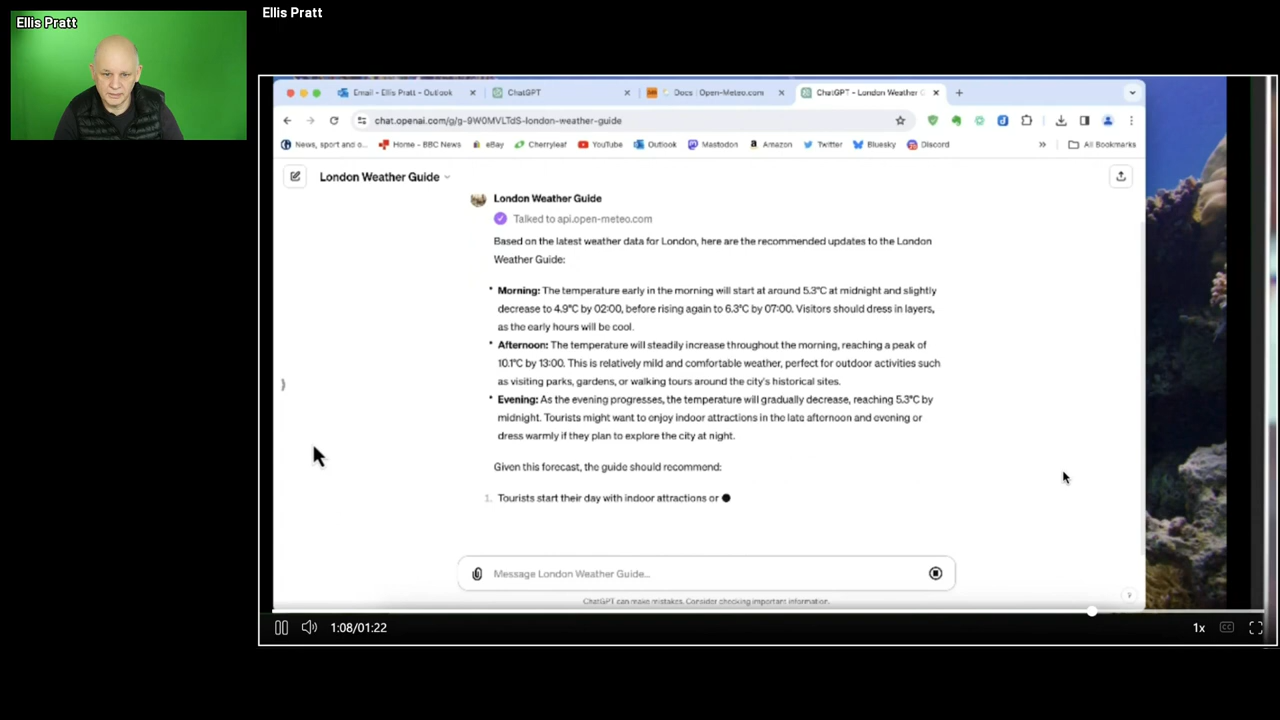 Ellis Pratt
Ellis Pratt
Email - Ellis Pratt - Outlook
ChatGPT
Docs | Open-Meteo.com
ChatGPT - London Weather G
chat.openai.com/g/g-9W0MVLTdS-london-weather-guide
News, sport and o...
Home - BBC News
eBay
Cherryleaf
YouTube
Outlook
Mastodon
Amazon
Twitter
Bluesky
Discord
All Bookmarks
London Weather Guide
London Weather Guide
Talked to api.open-meteo.com
Based on the latest weather data for London, here are the recommended updates to the London
Weather Guide:
• Morning: The temperature early in the morning will start at around 5.3°C at midnight and slightly
decrease to 4.9°C by 02:00, before rising again to 6.3°C by 07:00. Visitors should dress in layers,
as the early hours will be cool.
• Afternoon: The temperature will steadily increase throughout the morning, reaching a peak of
10.1°C by 13:00. This is relatively mild and comfortable weather, perfect for outdoor activities such
as visiting parks, gardens, or walking tours around the city's historical sites.
• Evening: As the evening progresses, the temperature will gradually decrease, reaching 5.3°C by
midnight. Tourists might want to enjoy indoor attractions in the late afternoon and evening or
dress warmly if they plan to explore the city at night.
Given this forecast, the guide should recommend:
1. Tourists start their day with indoor attractions or
Message London Weather Guide...
ChatGPT can make mistakes. Consider checking important information.
?
1:08/01:22
1x
CC